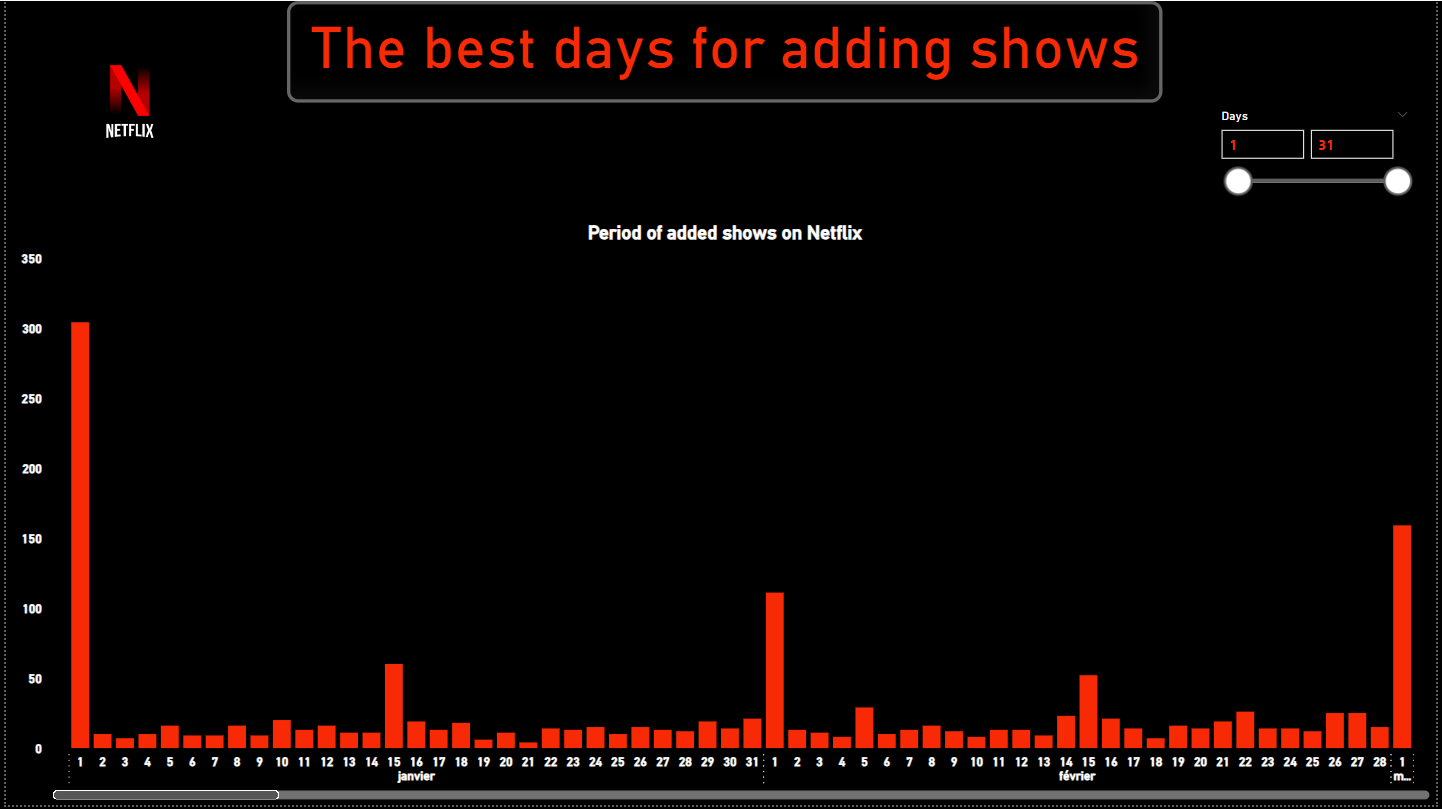 The best days for adding shows
NETFLIX
Days
1 31
Period of added shows on Netflix
350
300
250
200
150
100
50
0
1 2 3 4 5 6 7 8 9 10 11 12 13 14 15 16 17 18 19 20 21 22 23 24 25 26 27 28 29 30 31 1 2 3 4 5 6 7 8 9 10 11 12 13 14 15 16 17 18 19 20 21 22 23 24 25 26 27 28 1
janvier février m...